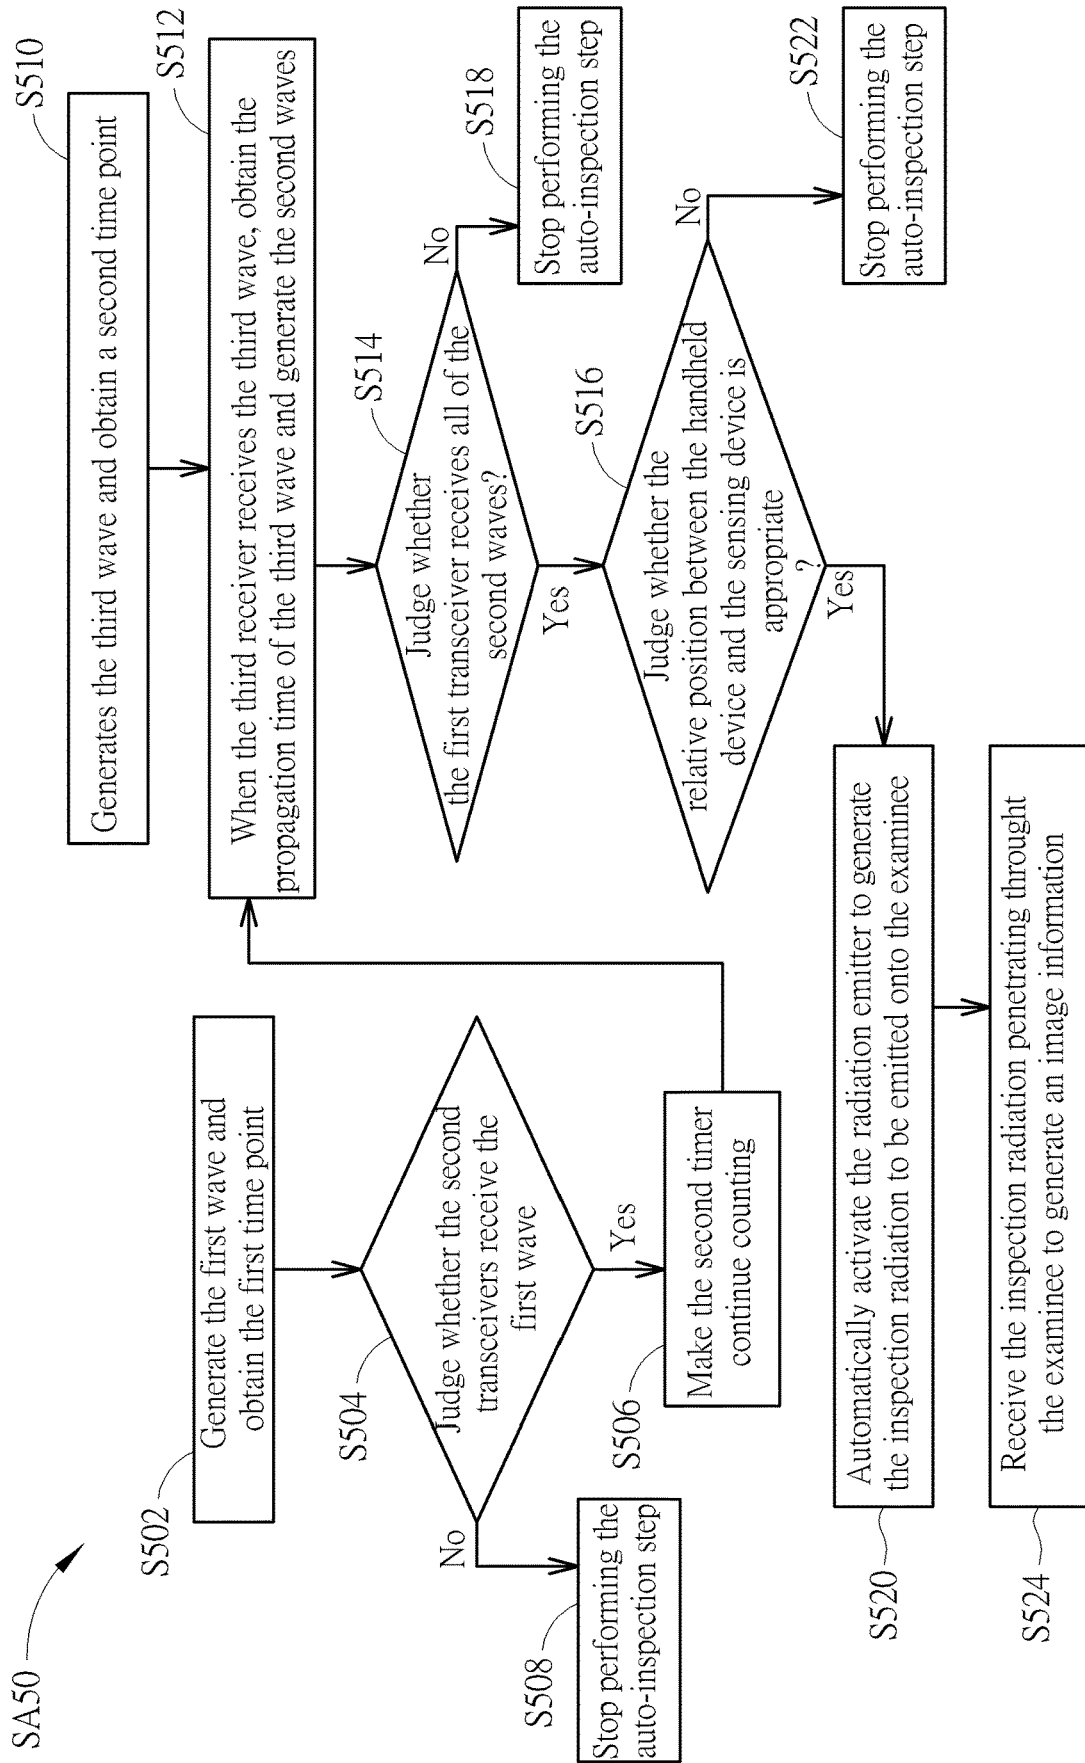 SA50
S502
Generate the first wave and
obtain the first time point
S504
Judge whether the second
transceivers receive the
first wave
No
Yes
S508
Stop performing the
auto-inspection step
S506
Make the second timer
continue counting
S510
Generates the third wave and obtain a second time point
S512
When the third receiver receives the third wave, obtain the
propagation time of the third wave and generate the second waves
S514
Judge whether
the first transceiver receives all of the
second waves?
No
Yes
S518
Stop performing the
auto-inspection step
S516
Judge whether the
relative position between the handheld
device and the sensing device is
appropriate
?
No
Yes
S522
Stop performing the
auto-inspection step
S520
Automatically activate the radiation emitter to generate
the inspection radiation to be emitted onto the examinee
S524
Receive the inspection radiation penetrating throught
the examinee to generate an image information